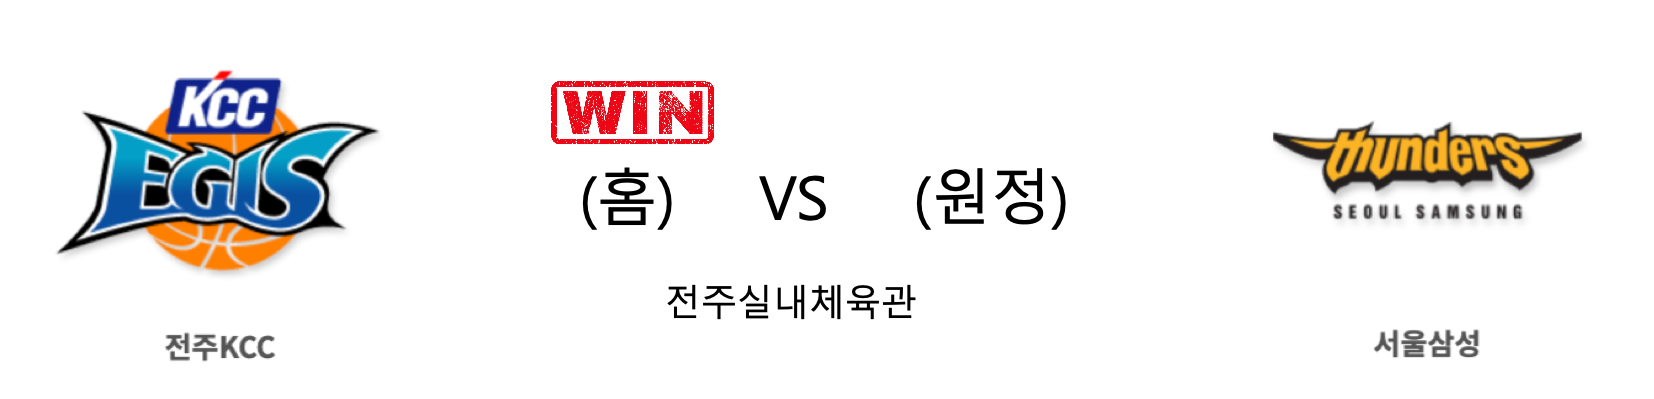 KCC
EGIS
전주KCC
WIN
(홈) VS (원정)
전주실내체육관
thunders
SEOUL SAMSUNG
서울삼성